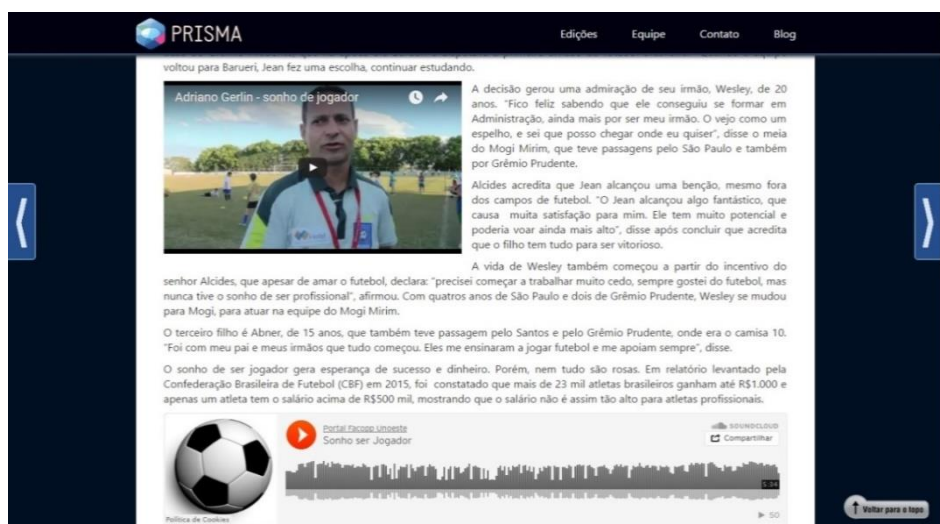 PRISMA
Edições Equipe Contato Blog
voltou para Barueri, Jean fez uma escolha, continuar estudando.
Adriano Gerlin - sonho de jogador
A decisão gerou uma admiração de seu irmão, Wesley, de 20
anos. "Fico feliz sabendo que ele conseguiu se formar em
Administração, ainda mais por ser meu irmão. O vejo como um
espelho, e sei que posso chegar onde eu quiser", disse o meia
do Mogi Mirim, que teve passagens pelo São Paulo e também
por Grêmio Prudente.
Alcides acredita que Jean alcançou uma benção, mesmo fora
dos campos de futebol. "O Jean alcançou algo fantástico, que
causa muita satisfação para mim. Ele tem muito potencial e
poderia voar ainda mais alto", disse após concluir que acredita
que o filho tem tudo para ser vitorioso.
A vida de Wesley também começou a partir do incentivo do
senhor Alcides, que apesar de amar o futebol, declara: "precisei começar a trabalhar muito cedo, sempre gostei do futebol, mas
nunca tive o sonho de ser profissional", afirmou. Com quatros anos de São Paulo e dois de Grêmio Prudente, Wesley se mudou
para Mogi, para atuar na equipe do Mogi Mirim.
O terceiro filho é Abner, de 15 anos, que também teve passagem pelo Santos e pelo Grêmio Prudente, onde era o camisa 10.
"Foi com meu pai e meus irmãos que tudo começou. Eles me ensinaram a jogar futebol e me apoiam sempre", disse.
O sonho de ser jogador gera esperança de sucesso e dinheiro. Porém, nem tudo são rosas. Em relatório levantado pela
Confederação Brasileira de Futebol (CBF) em 2015, foi constatado que mais de 23 mil atletas brasileiros ganham até R$1.000 e
apenas um atleta tem o salário acima de R$500 mil, mostrando que o salário não é assim tão alto para atletas profissionais.
Portal Facopp Unoeste
Sonho ser Jogador
SOUNDCLOUD
Compartilhar
5:34
Política de Cookies
50
Voltar para o topo